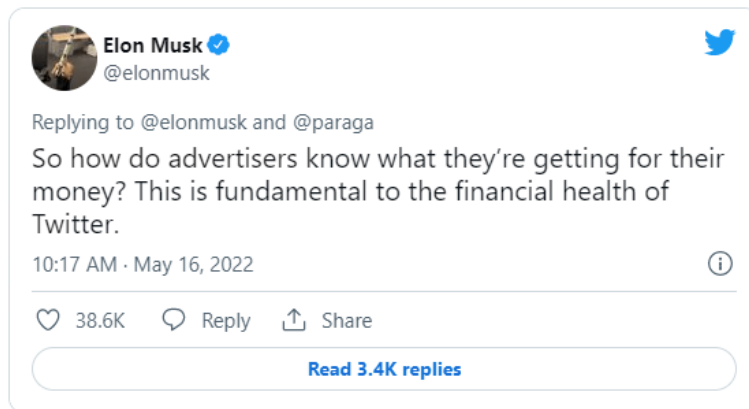 Elon Musk
@elonmusk
Replying to @elonmusk and @paraga
So how do advertisers know what they’re getting for their
money? This is fundamental to the financial health of
Twitter.
10:17 AM · May 16, 2022
38.6K Reply Share
Read 3.4K replies